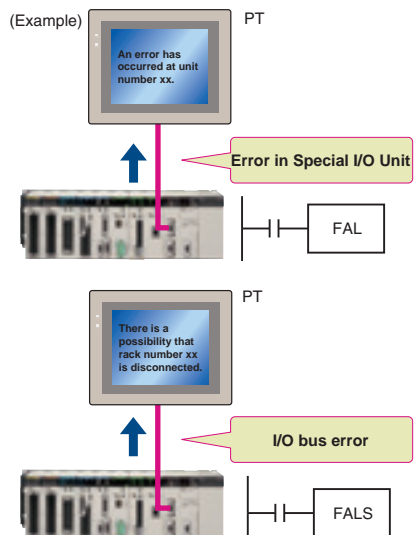 (Example)
PT
An error has
occurred at unit
number xx.
Error in Special I/O Unit
FAL
PT
There is a
possibility that
rack number xx
is disconnected.
I/O bus error
FALS